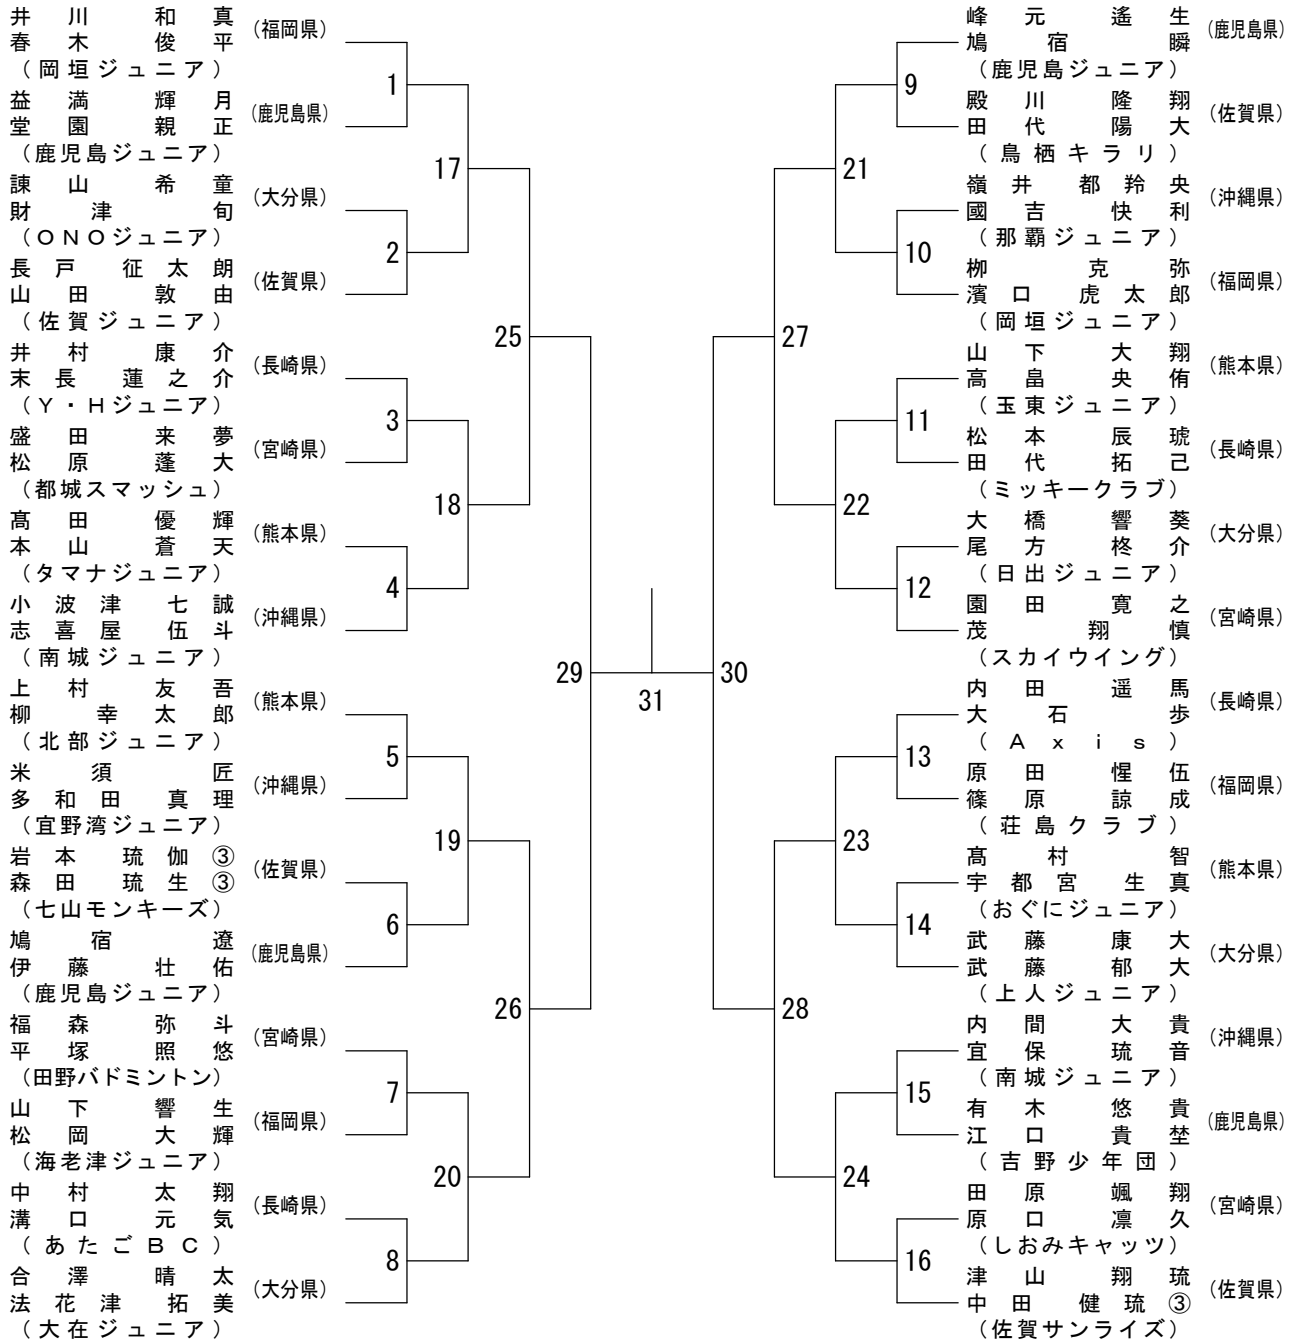 井川和真
春木俊平
(福岡県)
(岡垣ジュニア)
益満輝月
堂園親正
(鹿児島県)
(鹿児島ジュニア)
諫山希童
財津旬
(大分県)
(ONOジュニア)
長戸征太朗
山田敦由
(佐賀県)
(佐賀ジュニア)
井村康介
末長蓮之介
(長崎県)
(Y・Hジュニア)
盛田来夢
松原蓬大
(宮崎県)
(都城スマッシュ)
髙田優輝
本山蒼天
(熊本県)
(タマナジュニア)
小波津七誠
志喜屋伍斗
(沖縄県)
(南城ジュニア)
上村友吾
柳幸太郎
(熊本県)
(北部ジュニア)
米須匠
多和田真理
(沖縄県)
(宜野湾ジュニア)
岩本琉伽③
森田琉生③
(佐賀県)
(七山モンキーズ)
鳩宿遼
伊藤壮佑
(鹿児島県)
(鹿児島ジュニア)
福森弥斗
平塚照悠
(宮崎県)
(田野バドミントン)
山下響生
松岡大輝
(福岡県)
(海老津ジュニア)
中村太翔
溝口元気
(長崎県)
(あたごBC)
合澤晴太
法花津拓美
(大分県)
(大在ジュニア)
1
2
3
4
5
6
7
8
17
18
19
20
25
26
29
31
30
27
28
21
22
23
24
9
10
11
12
13
14
15
16
峰元遙生
鳩宿瞬
(鹿児島県)
(鹿児島ジュニア)
殿川隆翔
田代陽大
(佐賀県)
(鳥栖キラリ)
嶺井都羚央
國吉快利
(沖縄県)
(那覇ジュニア)
栁克弥
濱口虎太郎
(福岡県)
(岡垣ジュニア)
山下大翔
高畠央侑
(熊本県)
(玉東ジュニア)
松本辰琥
田代拓己
(長崎県)
(ミッキークラブ)
大橋響葵
尾方柊介
(大分県)
(日出ジュニア)
園田寛之
茂翔慎
(宮崎県)
(スカイウイング)
内田遥馬
大石歩
(長崎県)
(Axis)
原田惺伍
篠原諒成
(福岡県)
(荘島クラブ)
髙村智
宇都宮生真
(熊本県)
(おぐにジュニア)
武藤康大
武藤郁大
(大分県)
(上人ジュニア)
内間大貴
宜保琉音
(沖縄県)
(南城ジュニア)
有木悠貴
江口貴埜
(鹿児島県)
(吉野少年団)
田原颯翔
原口凛久
(宮崎県)
(しおみキャッツ)
津山翔琉
中田健琉③
(佐賀県)
(佐賀サンライズ)